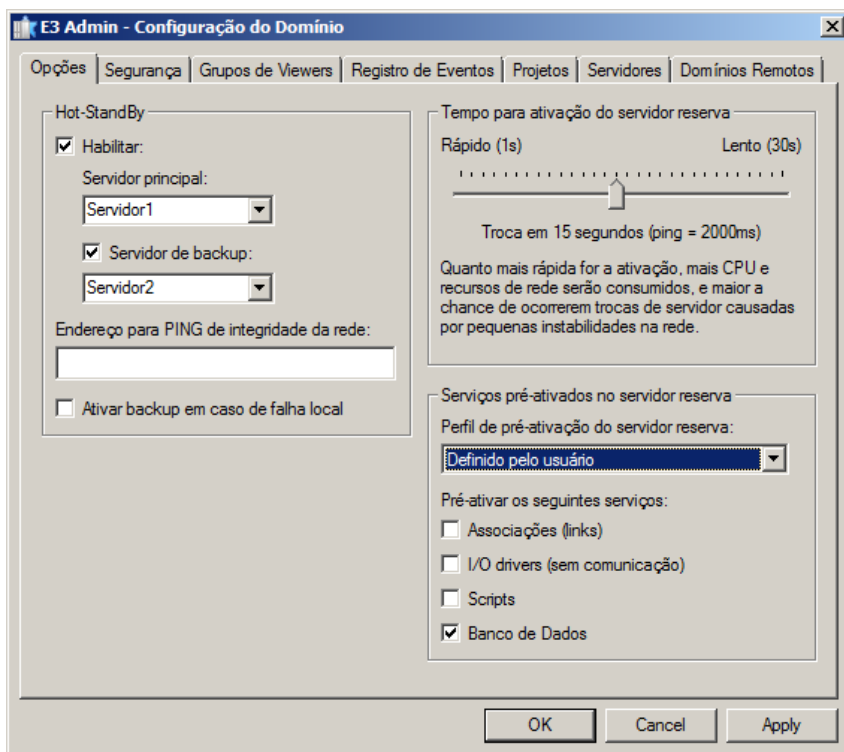 E3 Admin - Configuração do Domínio
Opções
Segurança
Grupos de Viewers
Registro de Eventos
Projetos
Servidores
Domínios Remotos
Hot-StandBy
Habilitar:
Servidor principal:
Servidor1
Servidor de backup:
Servidor2
Endereço para PING de integridade da rede:
Ativar backup em caso de falha local
Tempo para ativação do servidor reserva
Rápido (1s) Lento (30s)
Troca em 15 segundos (ping = 2000ms)
Quanto mais rápida for a ativação, mais CPU e
recursos de rede serão consumidos, e maior a
chance de ocorrerem trocas de servidor causadas
por pequenas instabilidades na rede.
Serviços pré-ativados no servidor reserva
Perfil de pré-ativação do servidor reserva:
Definido pelo usuário
Pré-ativar os seguintes serviços:
Associações (links)
I/O drivers (sem comunicação)
Scripts
Banco de Dados
OK
Cancel
Apply